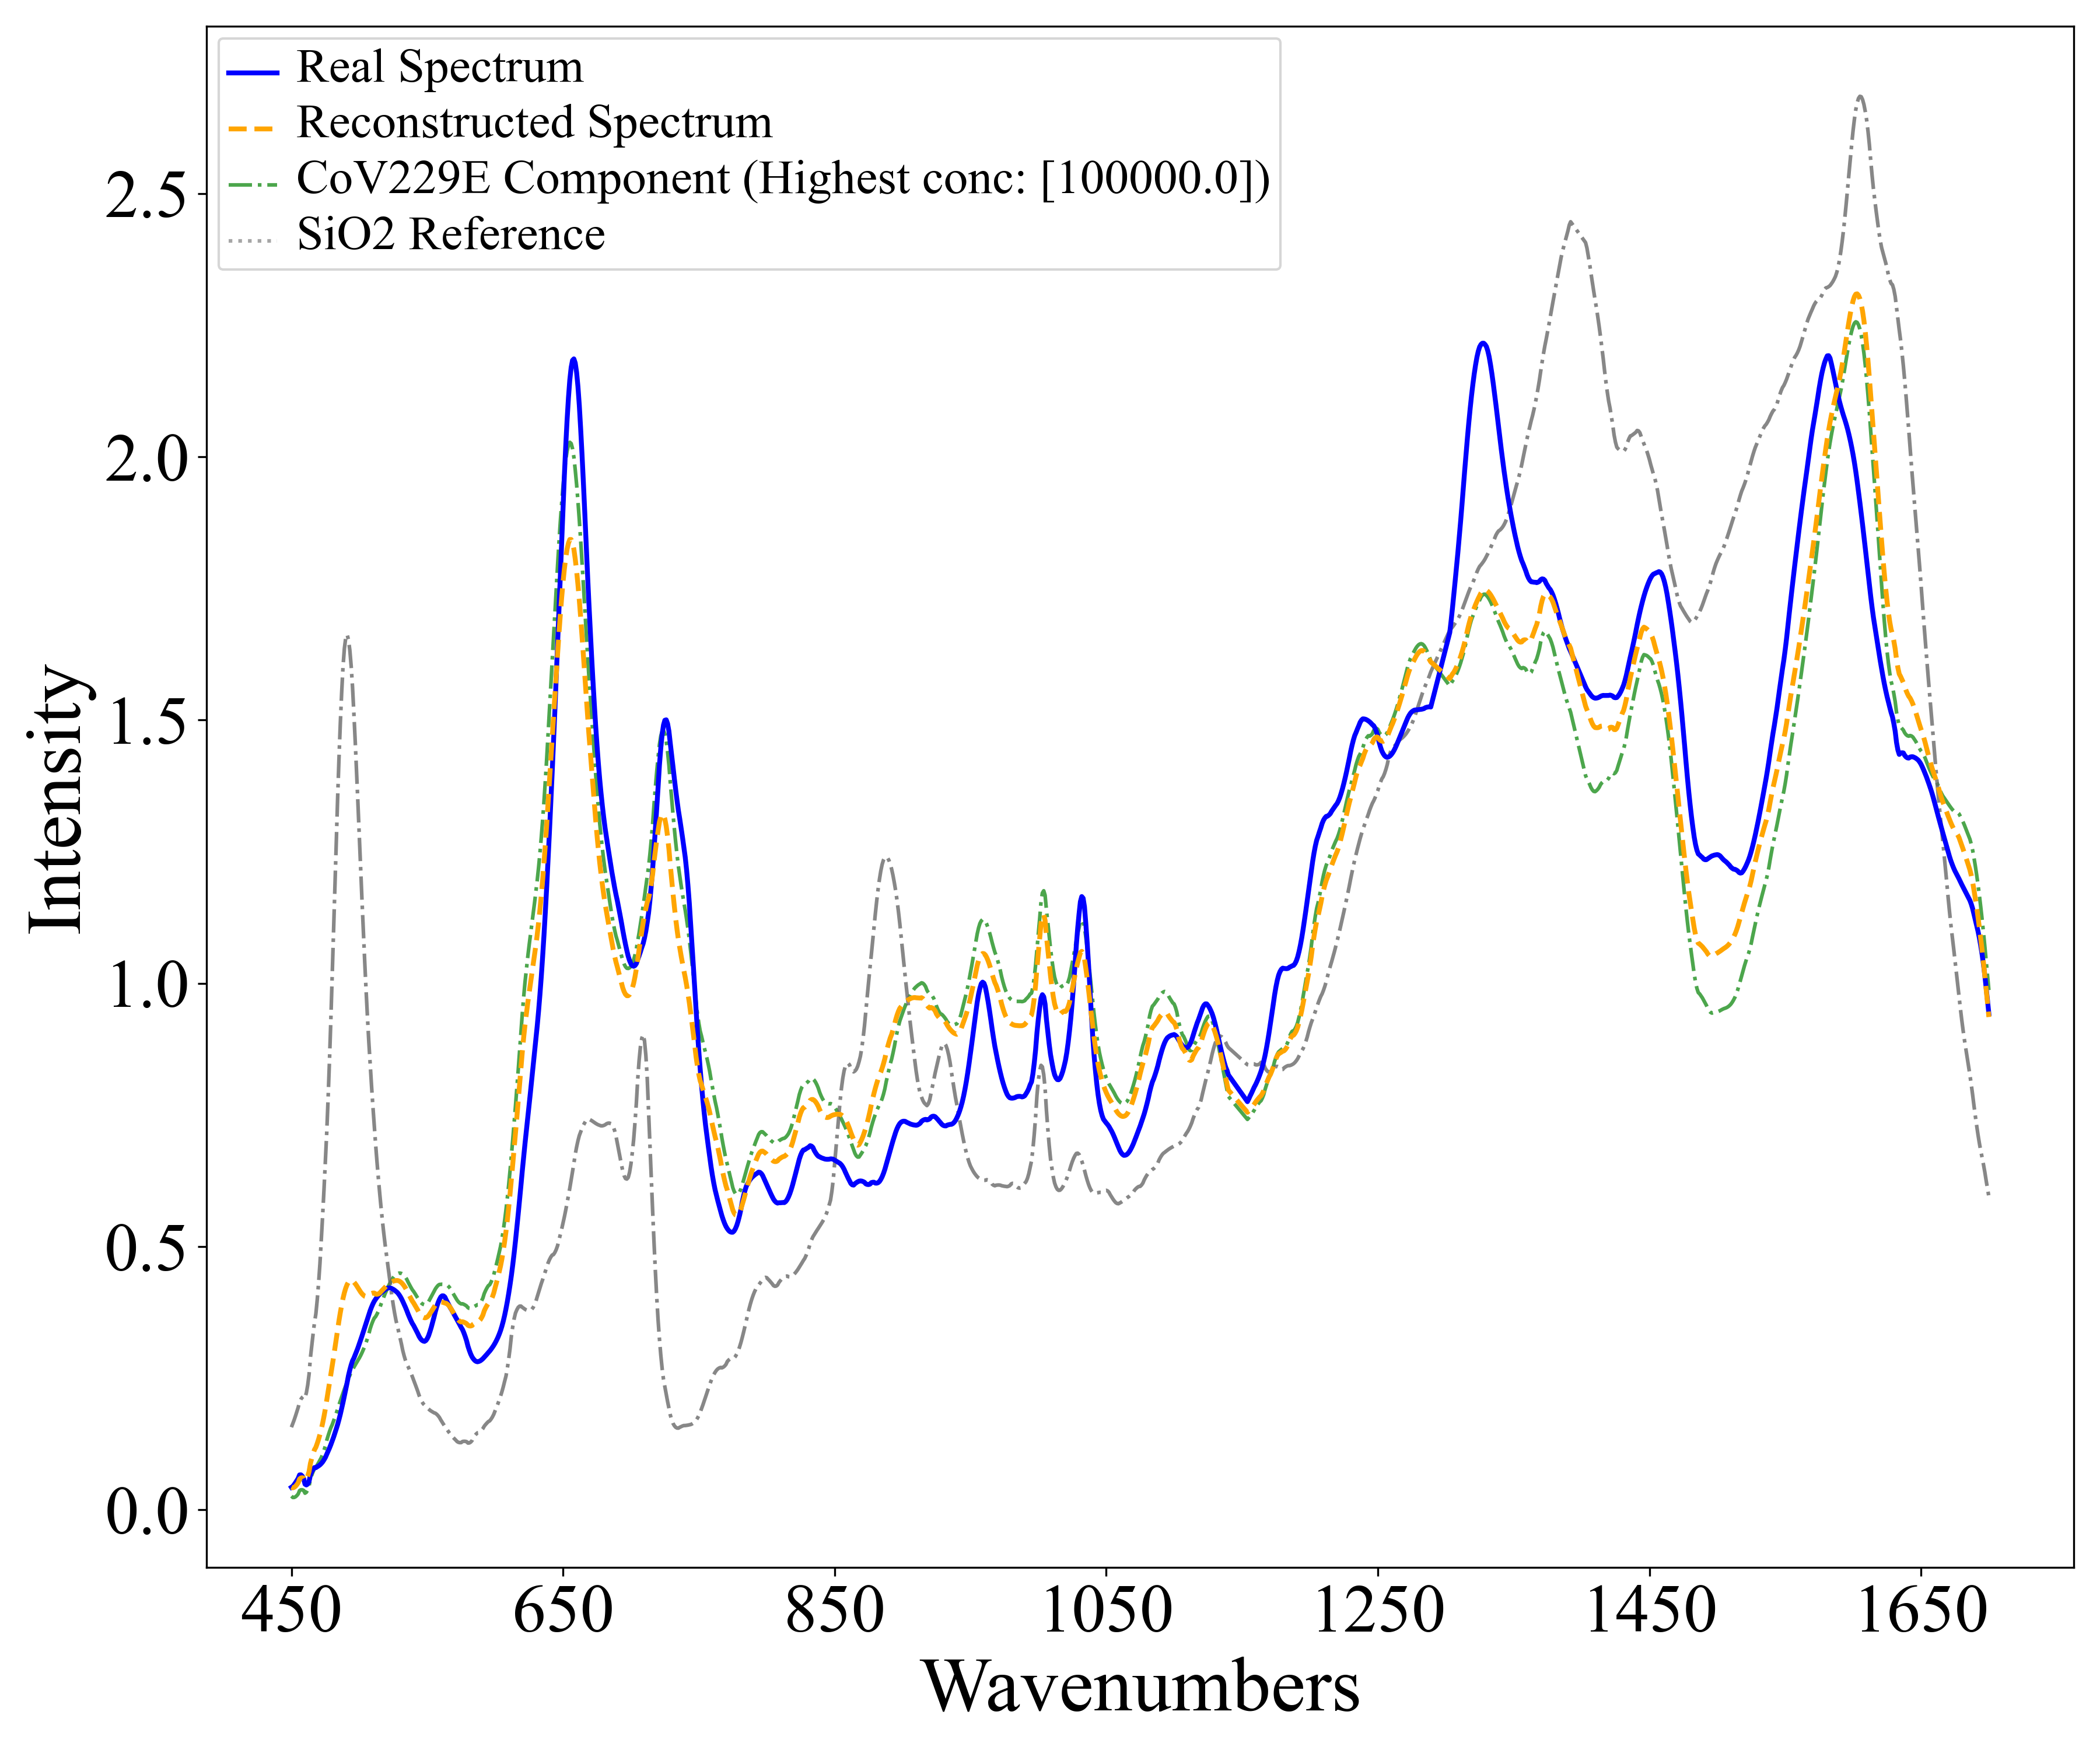 Real Spectrum
Reconstructed Spectrum
CoV229E Component (Highest conc: [100000.0])
SiO2 Reference
Intensity
2.5
2.0
1.5
1.0
0.5
0.0
450 650 850 1050 1250 1450 1650
Wavenumbers